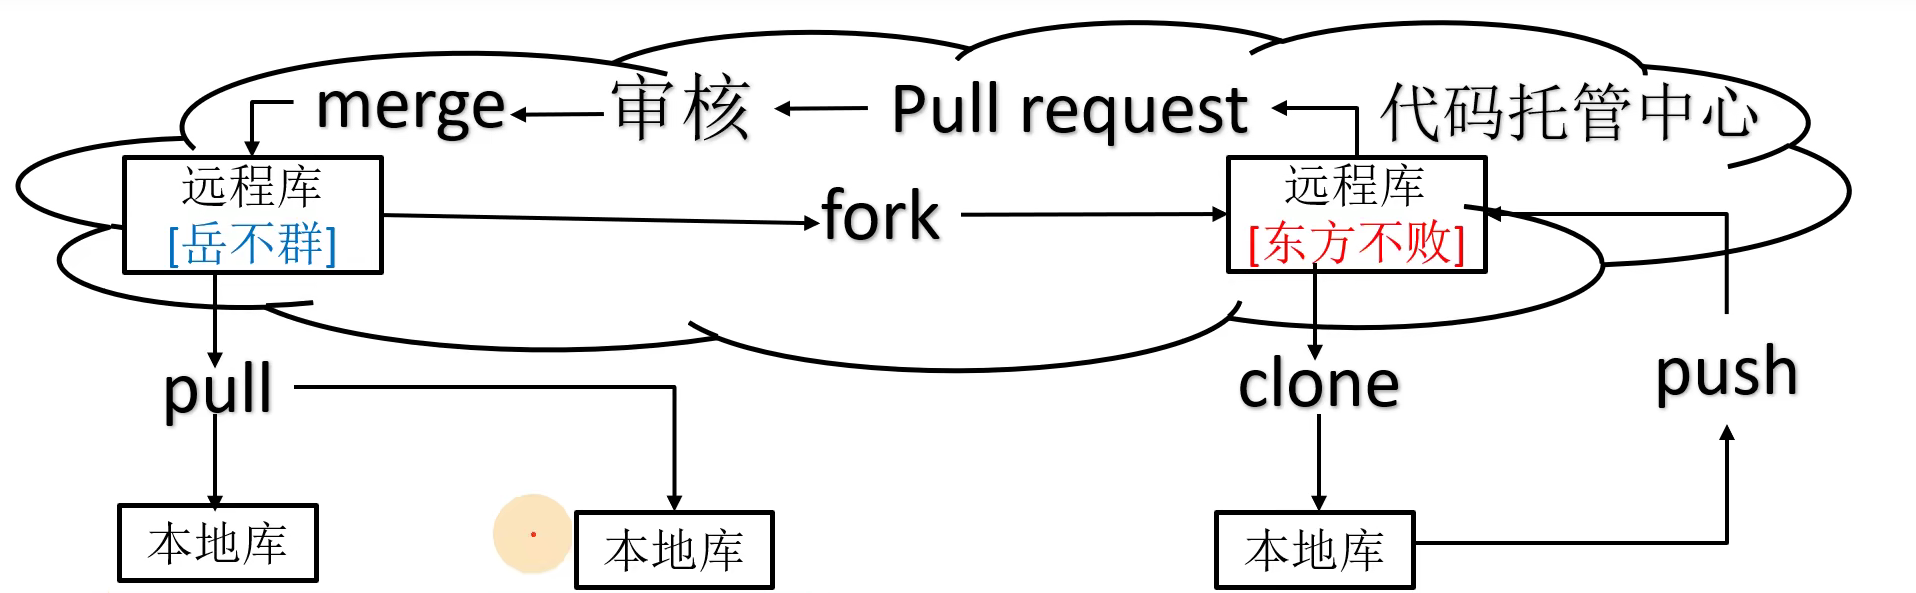 merge
审核
Pull request
代码托管中心
远程库
[岳不群]
fork
远程库
[东方不败]
pull
clone
push
本地库
本地库
本地库